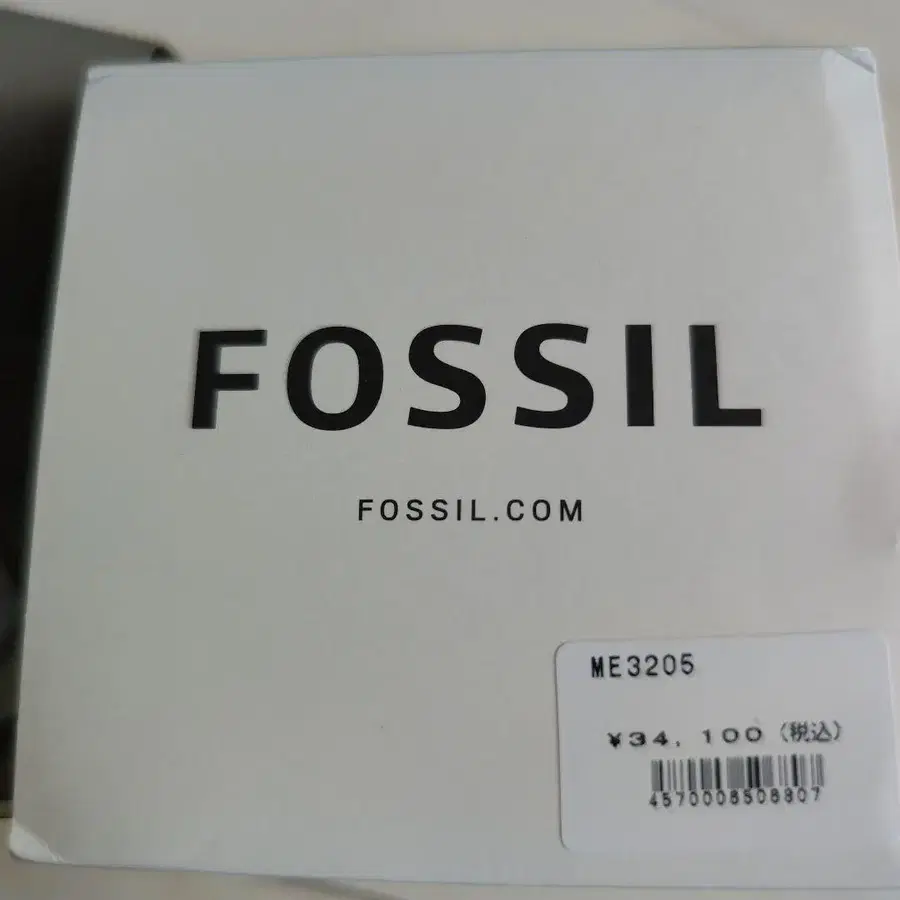 FOSSIL
FOSSIL.COM
ME3205
¥34,100(税込)
4570008508807